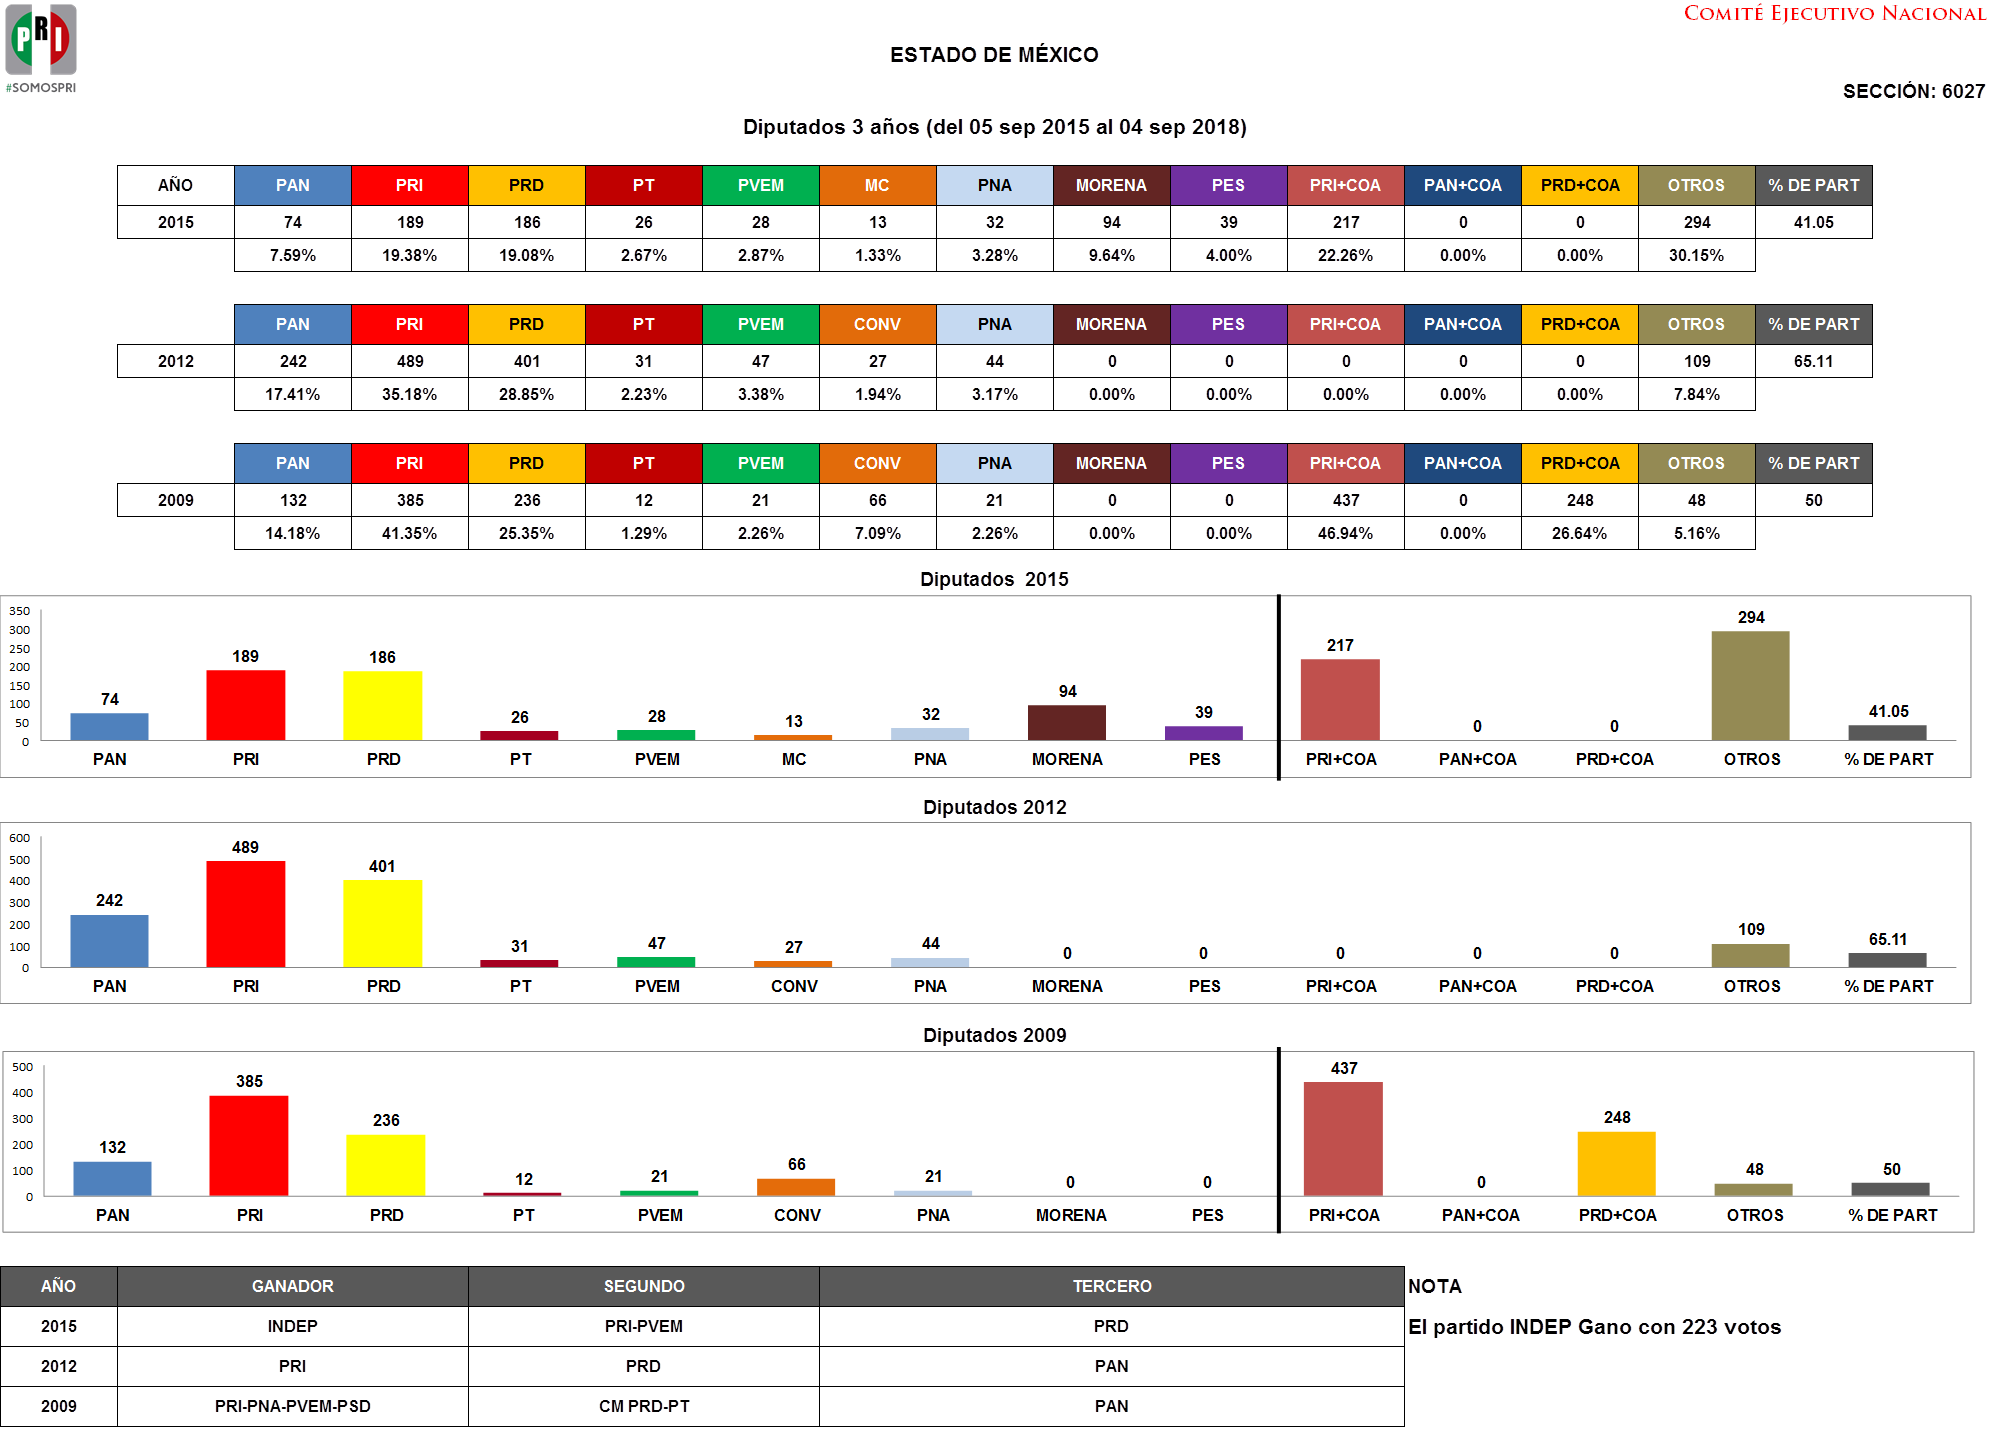 PRI
#SOMOSPRI
COMITÉ EJECUTIVO NACIONAL
ESTADO DE MÉXICO
SECCIÓN: 6027
Diputados 3 años (del 05 sep 2015 al 04 sep 2018)
AÑO PAN PRI PRD PT PVEM MC PNA MORENA PES PRI+COA PAN+COA PRD+COA OTROS % DE PART
2015 74 189 186 26 28 13 32 94 39 217 0 0 294 41.05
7.59% 19.38% 19.08% 2.67% 2.87% 1.33% 3.28% 9.64% 4.00% 22.26% 0.00% 0.00% 30.15%
PAN PRI PRD PT PVEM CONV PNA MORENA PES PRI+COA PAN+COA PRD+COA OTROS % DE PART
2012 242 489 401 31 47 27 44 0 0 0 0 0 109 65.11
17.41% 35.18% 28.85% 2.23% 3.38% 1.94% 3.17% 0.00% 0.00% 0.00% 0.00% 0.00% 7.84%
PAN PRI PRD PT PVEM CONV PNA MORENA PES PRI+COA PAN+COA PRD+COA OTROS % DE PART
2009 132 385 236 12 21 66 21 0 0 437 0 248 48 50
14.18% 41.35% 25.35% 1.29% 2.26% 7.09% 2.26% 0.00% 0.00% 46.94% 0.00% 26.64% 5.16%
Diputados 2015
350
300
250
200
150
100
50
0
74 189 186 26 28 13 32 94 39 217 0 0 294 41.05
PAN PRI PRD PT PVEM MC PNA MORENA PES PRI+COA PAN+COA PRD+COA OTROS % DE PART
Diputados 2012
600
500
400
300
200
100
0
242 489 401 31 47 27 44 0 0 0 0 0 109 65.11
PAN PRI PRD PT PVEM CONV PNA MORENA PES PRI+COA PAN+COA PRD+COA OTROS % DE PART
Diputados 2009
500
400
300
200
100
0
132 385 236 12 21 66 21 0 0 437 0 248 48 50
PAN PRI PRD PT PVEM CONV PNA MORENA PES PRI+COA PAN+COA PRD+COA OTROS % DE PART
AÑO GANADOR SEGUNDO TERCERO NOTA
2015 INDEP PRI-PVEM PRD El partido INDEP Gano con 223 votos
2012 PRI PRD PAN
2009 PRI-PNA-PVEM-PSD CM PRD-PT PAN